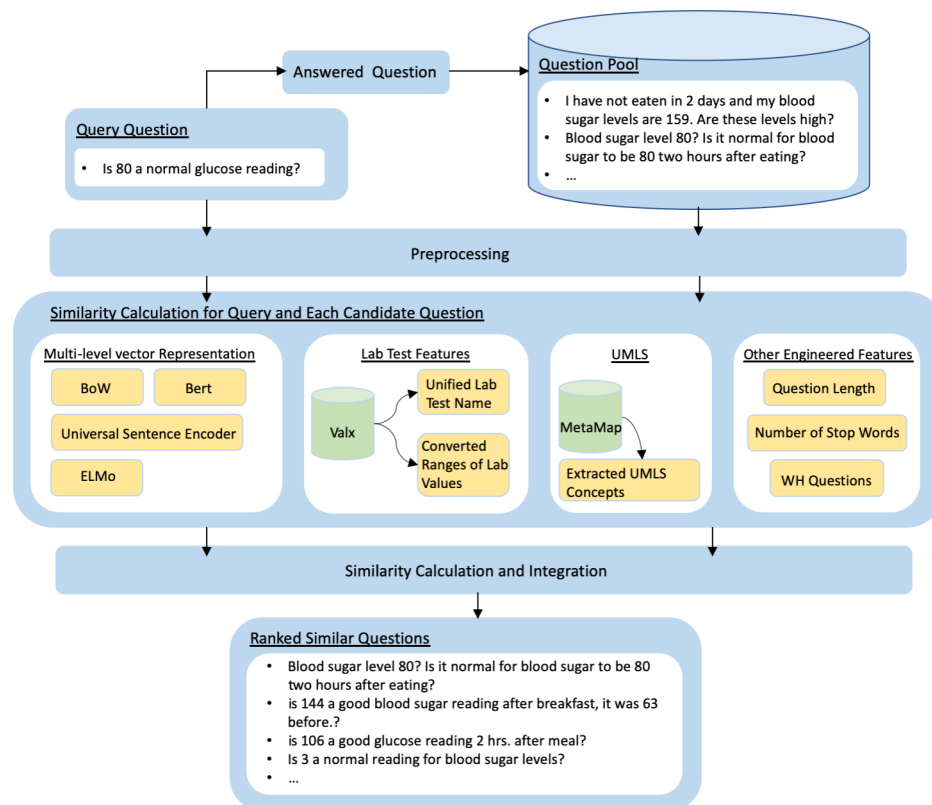 Answered Question
Question Pool
• I have not eaten in 2 days and my blood
sugar levels are 159. Are these levels high?
• Blood sugar level 80? Is it normal for blood
sugar to be 80 two hours after eating?
• ...
Query Question
• Is 80 a normal glucose reading?
Preprocessing
Similarity Calculation for Query and Each Candidate Question
Multi-level vector Representation
BoW
Bert
Universal Sentence Encoder
ELMo
Lab Test Features
Valx
Unified Lab
Test Name
Converted
Ranges of Lab
Values
UMLS
MetaMap
Extracted UMLS
Concepts
Other Engineered Features
Question Length
Number of Stop Words
WH Questions
Similarity Calculation and Integration
Ranked Similar Questions
• Blood sugar level 80? Is it normal for blood sugar to be 80
two hours after eating?
• is 144 a good blood sugar reading after breakfast, it was 63
before.?
• is 106 a good glucose reading 2 hrs. after meal?
• Is 3 a normal reading for blood sugar levels?
• ...